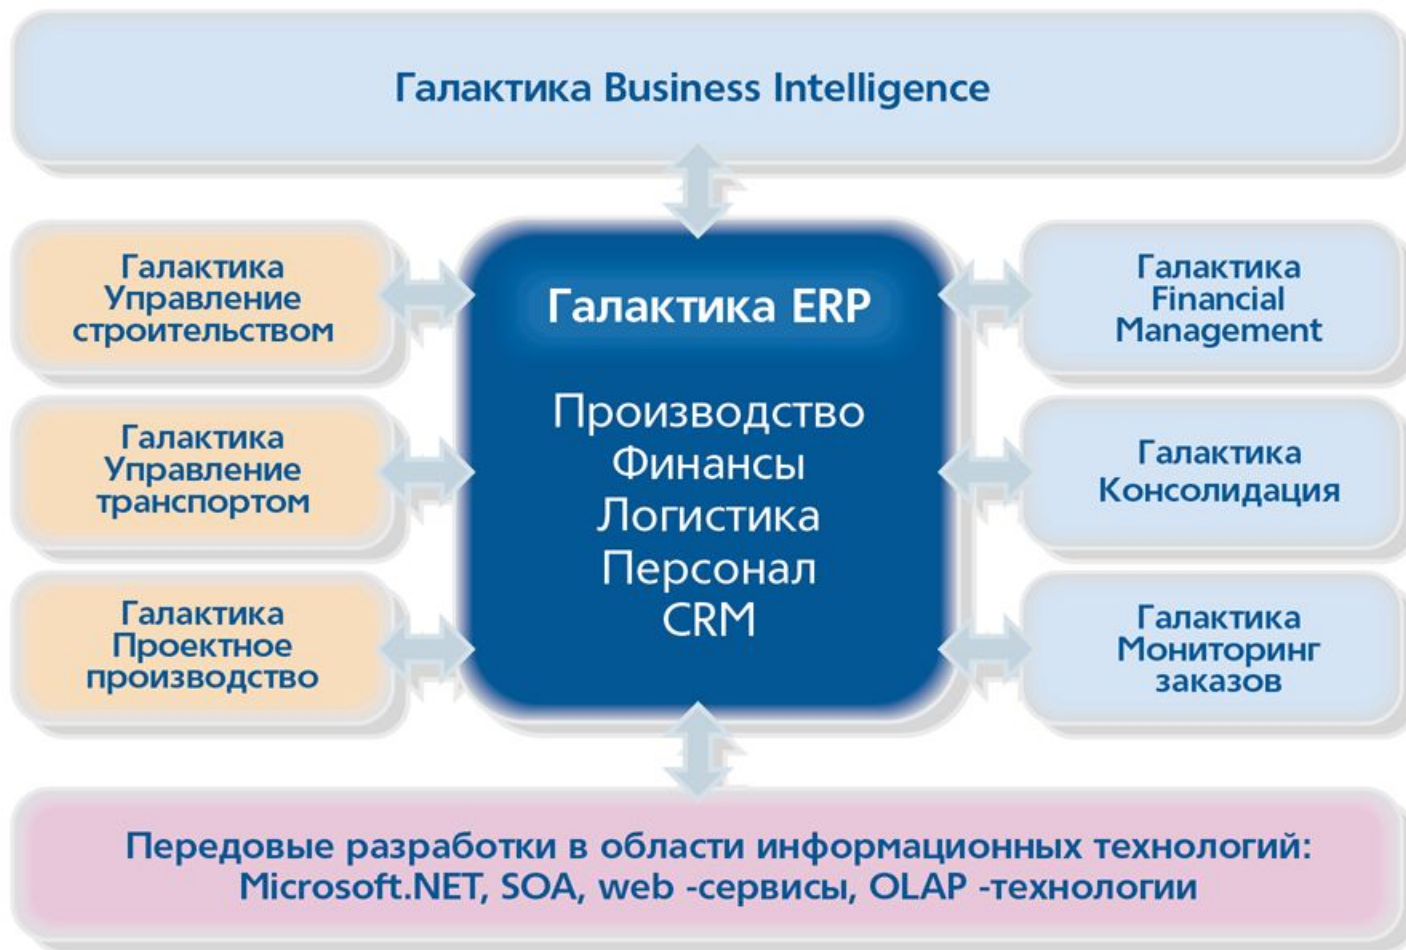 Галактика Business Intelligence
Галактика
Управление
строительством
Галактика
Управление
транспортом
Галактика
Проектное
производство
Галактика ERP
Производство
Финансы
Логистика
Персонал
CRM
Галактика
Financial
Management
Галактика
Консолидация
Галактика
Мониторинг
заказов
Передовые разработки в области информационных технологий:
Microsoft.NET, SOA, web -сервисы, OLAP -технологии